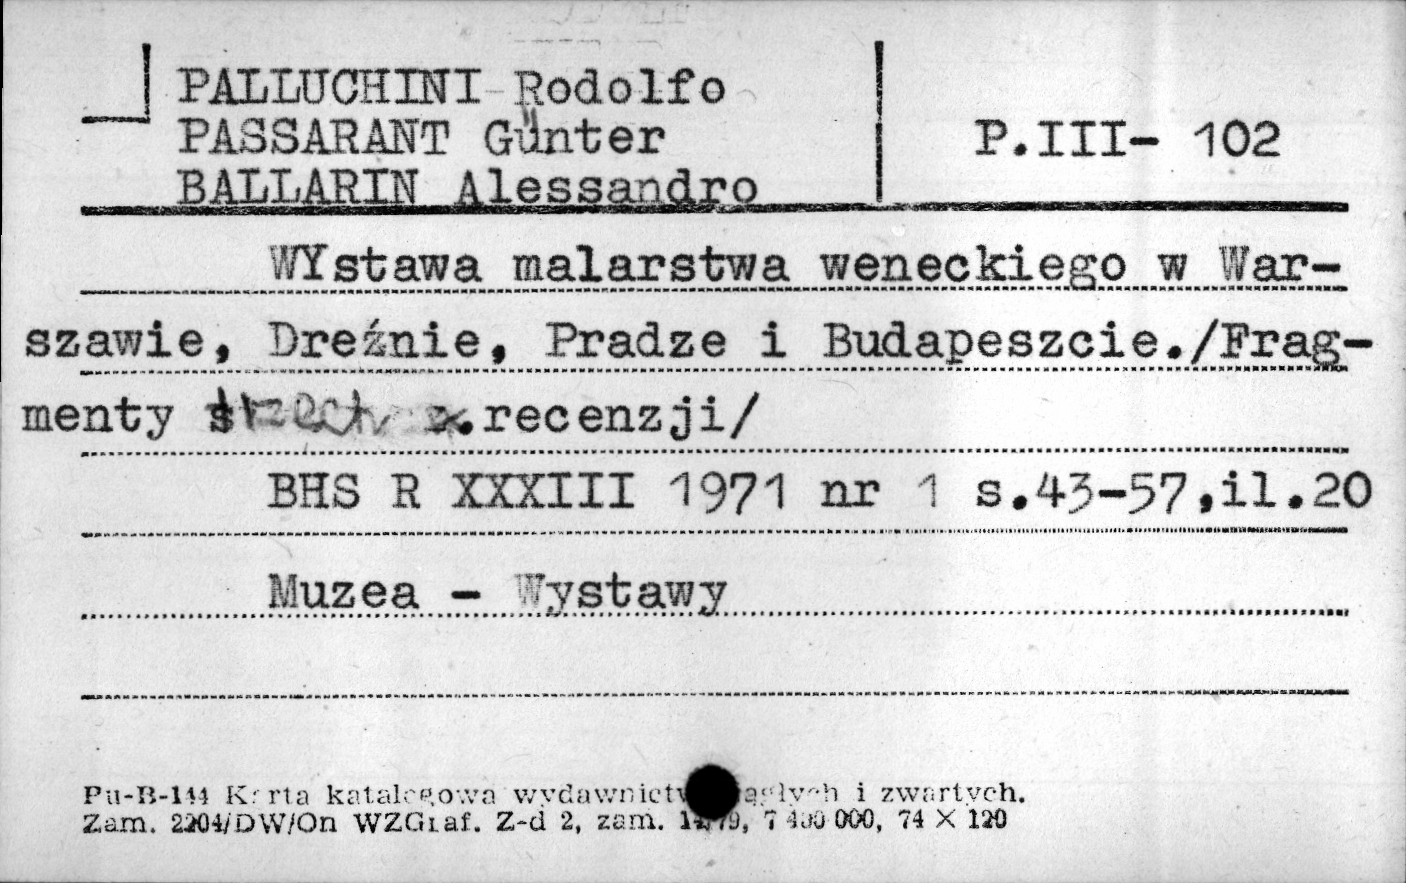 PALLUCHINI Rodolfo
PASSARANT Günter
P.III- 102
BALLARIN Alessandro
WYstawa malarstwa weneckiego w War-
szawie, Dreźnie, Pradze i Budapeszcie./Frag-
menty trzech recenzji/
BHS R XXXIII 1971 nr 1 s.43-57,il.20
Muzea - Wystawy
Pu-B-144 Karta katalogowa wydawnictw ciągłych i zwartych.
Zam. 2204/DW/On WZGraf. Z-d 2, zam. 7 400 000, 74 X 120